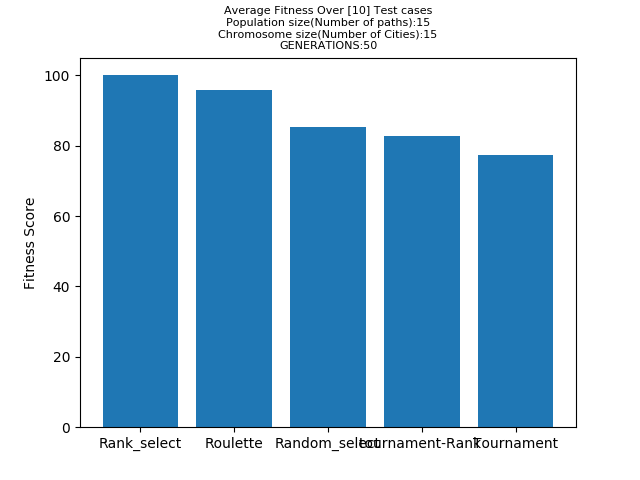 Average Fitness Over [10] Test cases
Population size(Number of paths):15
Chromosome size(Number of Cities):15
GENERATIONS:50
100
80
60
40
20
0
Fitness Score
Rank_select Roulette Random_select Tournament-Rank Tournament